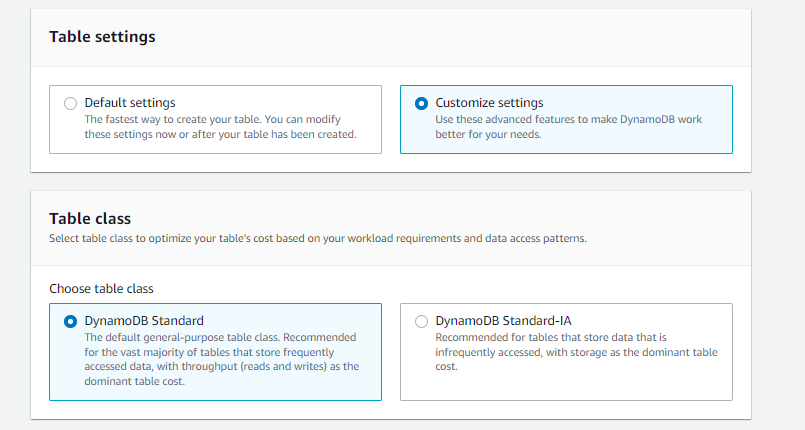 Table settings
Default settings
The fastest way to create your table. You can modify
these settings now or after your table has been created.
Customize settings
Use these advanced features to make DynamoDB work
better for your needs.
Table class
Select table class to optimize your table's cost based on your workload requirements and data access patterns.
Choose table class
DynamoDB Standard
The default general-purpose table class. Recommended
for the vast majority of tables that store frequently
accessed data, with throughput (reads and writes) as the
dominant table cost.
DynamoDB Standard-IA
Recommended for tables that store data that is
infrequently accessed, with storage as the dominant table
cost.